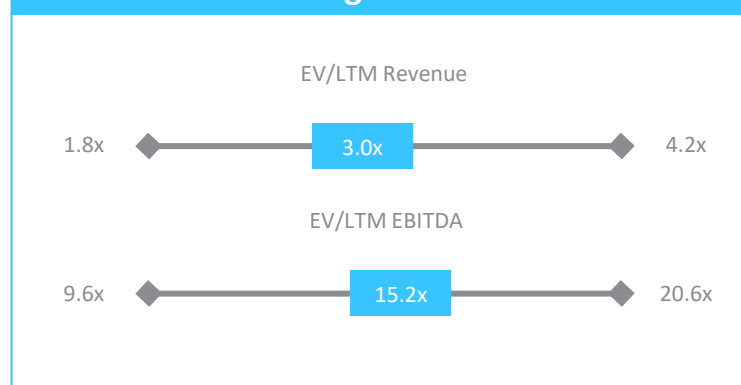 EV/LTM Revenue
1.8x 3.0x 4.2x
EV/LTM EBITDA
9.6x 15.2x 20.6x